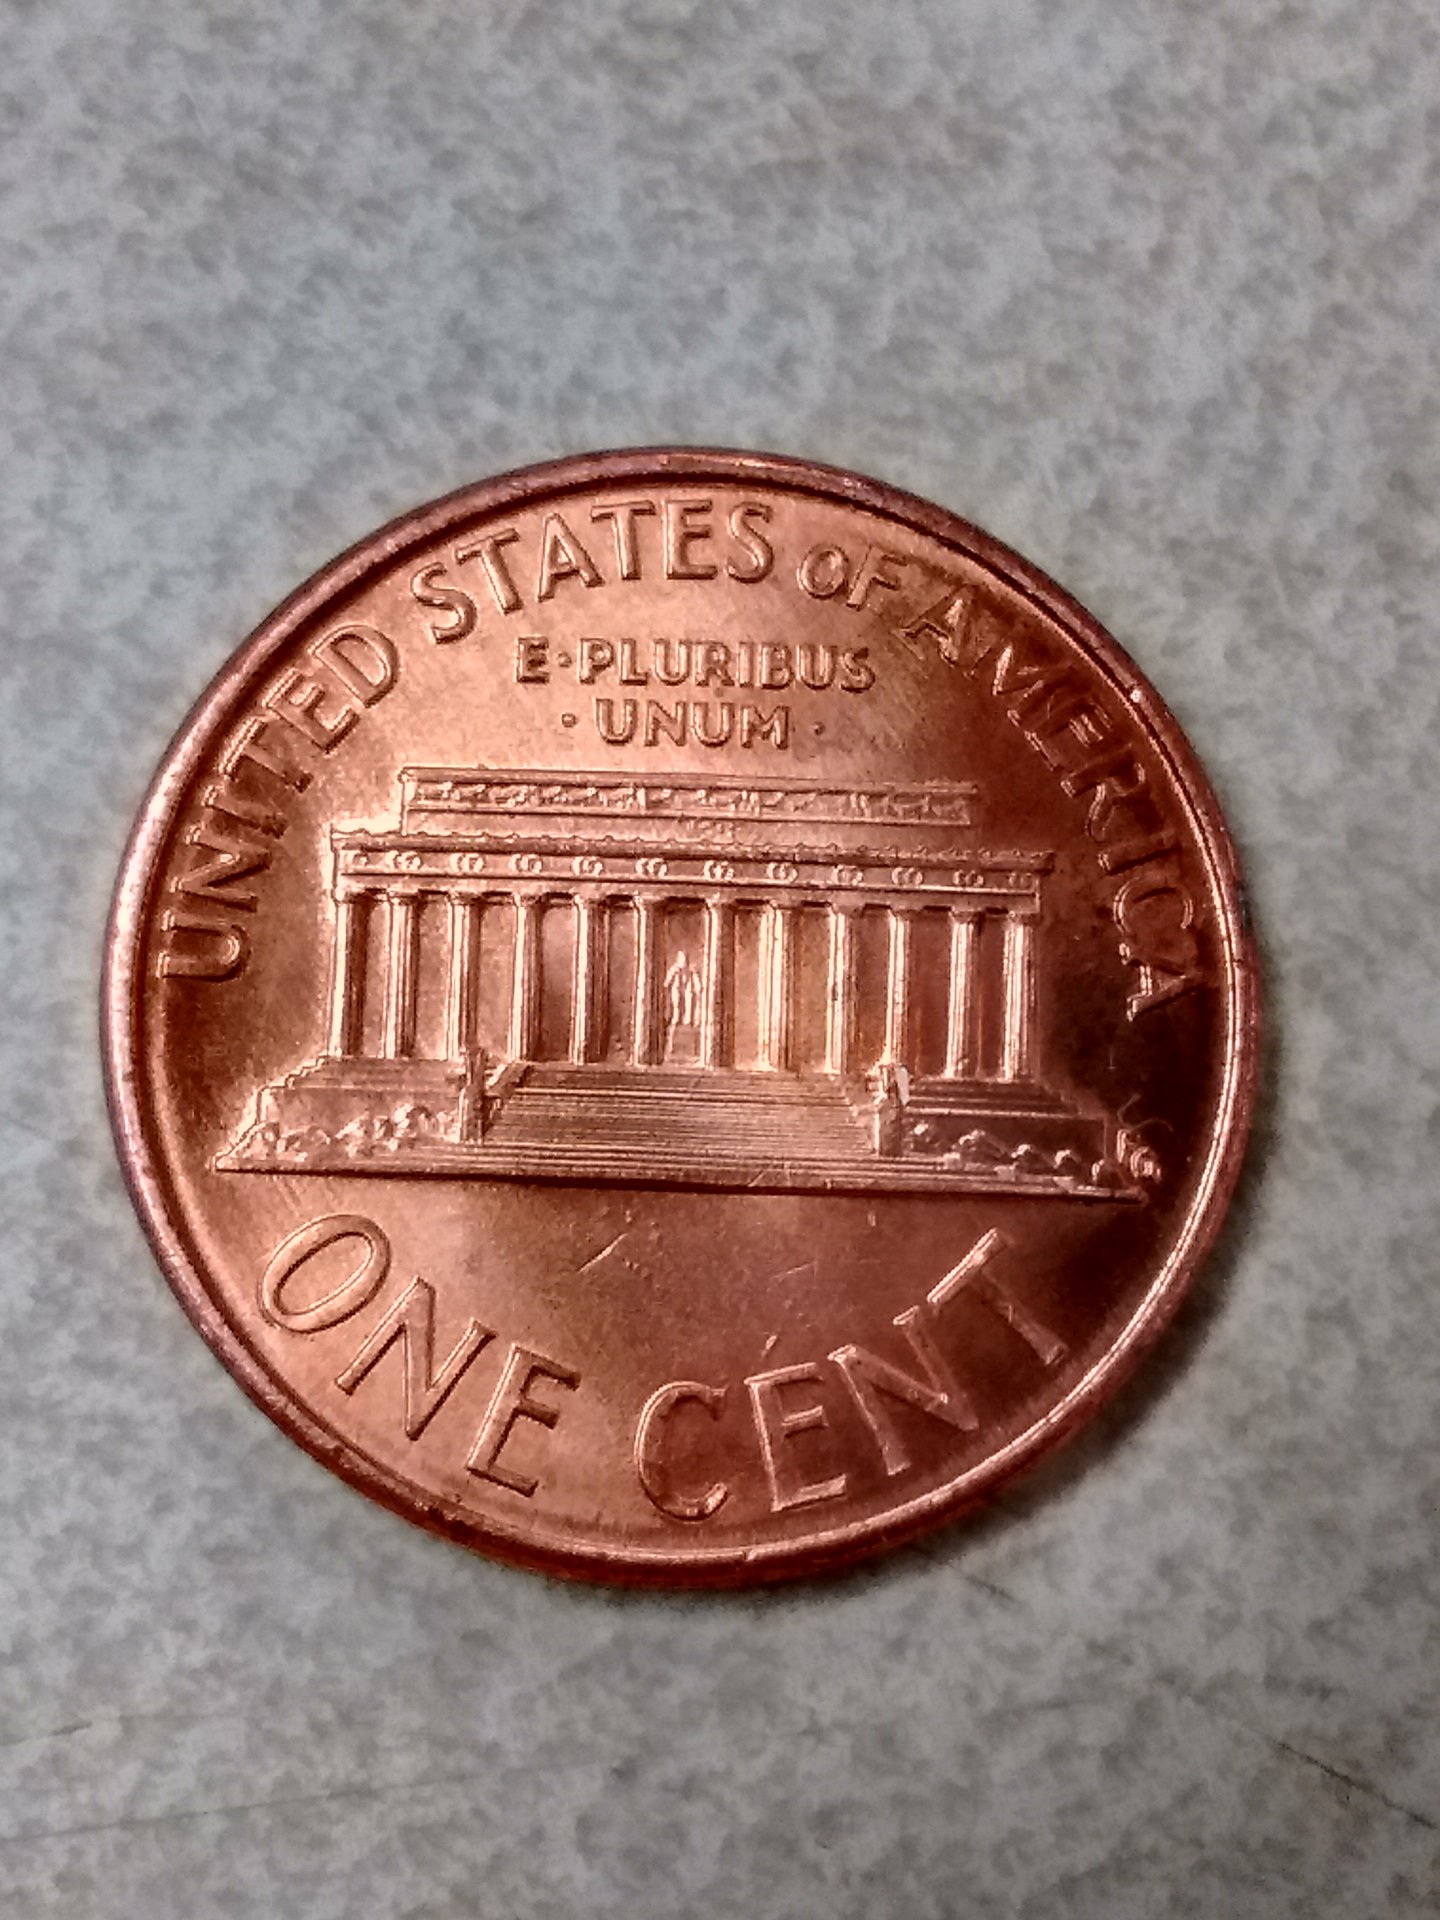 UNITED STATES OF AMERICA
E·PLURIBUS
·UNUM·
ONE CENT